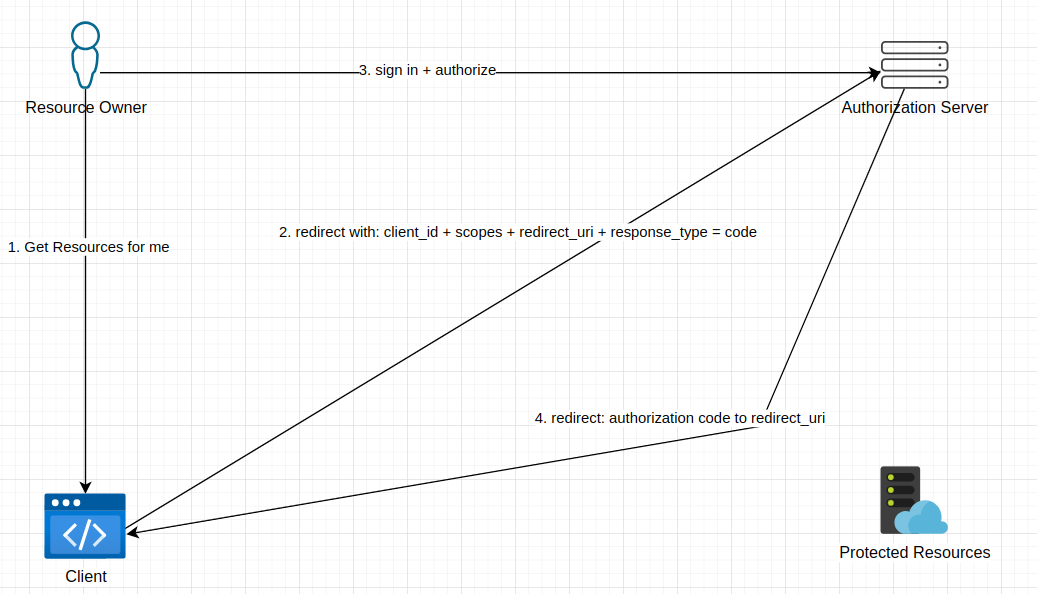 3. sign in + authorize
Resource Owner
Authorization Server
2. redirect with: client_id + scopes + redirect_uri + response_type = code
1. Get Resources for me
4. redirect: authorization code to redirect_uri
Protected Resources
Client